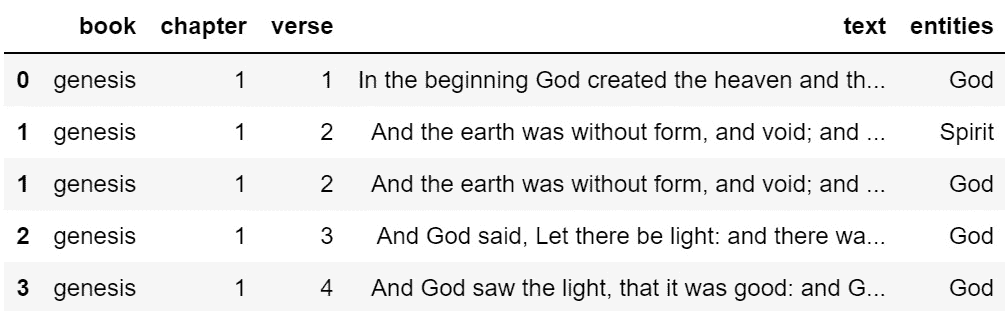 book chapter verse text entities
0 genesis 1 1 In the beginning God created the heaven and th... God
1 genesis 1 2 And the earth was without form, and void; and ... Spirit
1 genesis 1 2 And the earth was without form, and void; and ... God
2 genesis 1 3 And God said, Let there be light: and there wa... God
3 genesis 1 4 And God saw the light, that it was good: and G... God